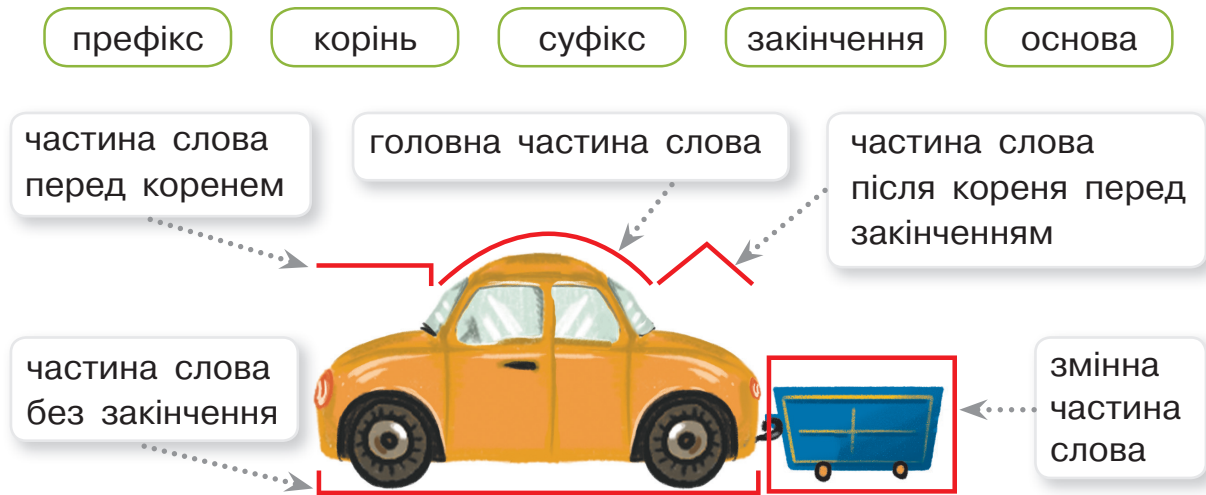 префікс
корінь
суфікс
закінчення
основа
частина слова
перед коренем
головна частина слова
частина слова
після кореня перед
закінченням
частина слова
без закінчення
змінна
частина
слова